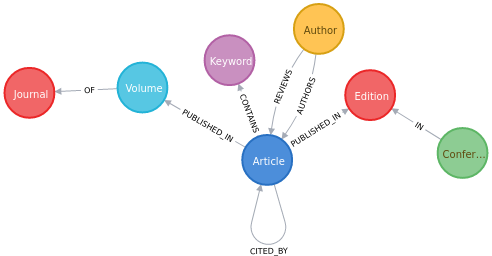 Author
Keyword
REVIEWS
AUTHORS
Journal
OF
Volume
CONTAINS
Edition
PUBLISHED_IN
PUBLISHED_IN
IN
Article
Confer...
CITED_BY